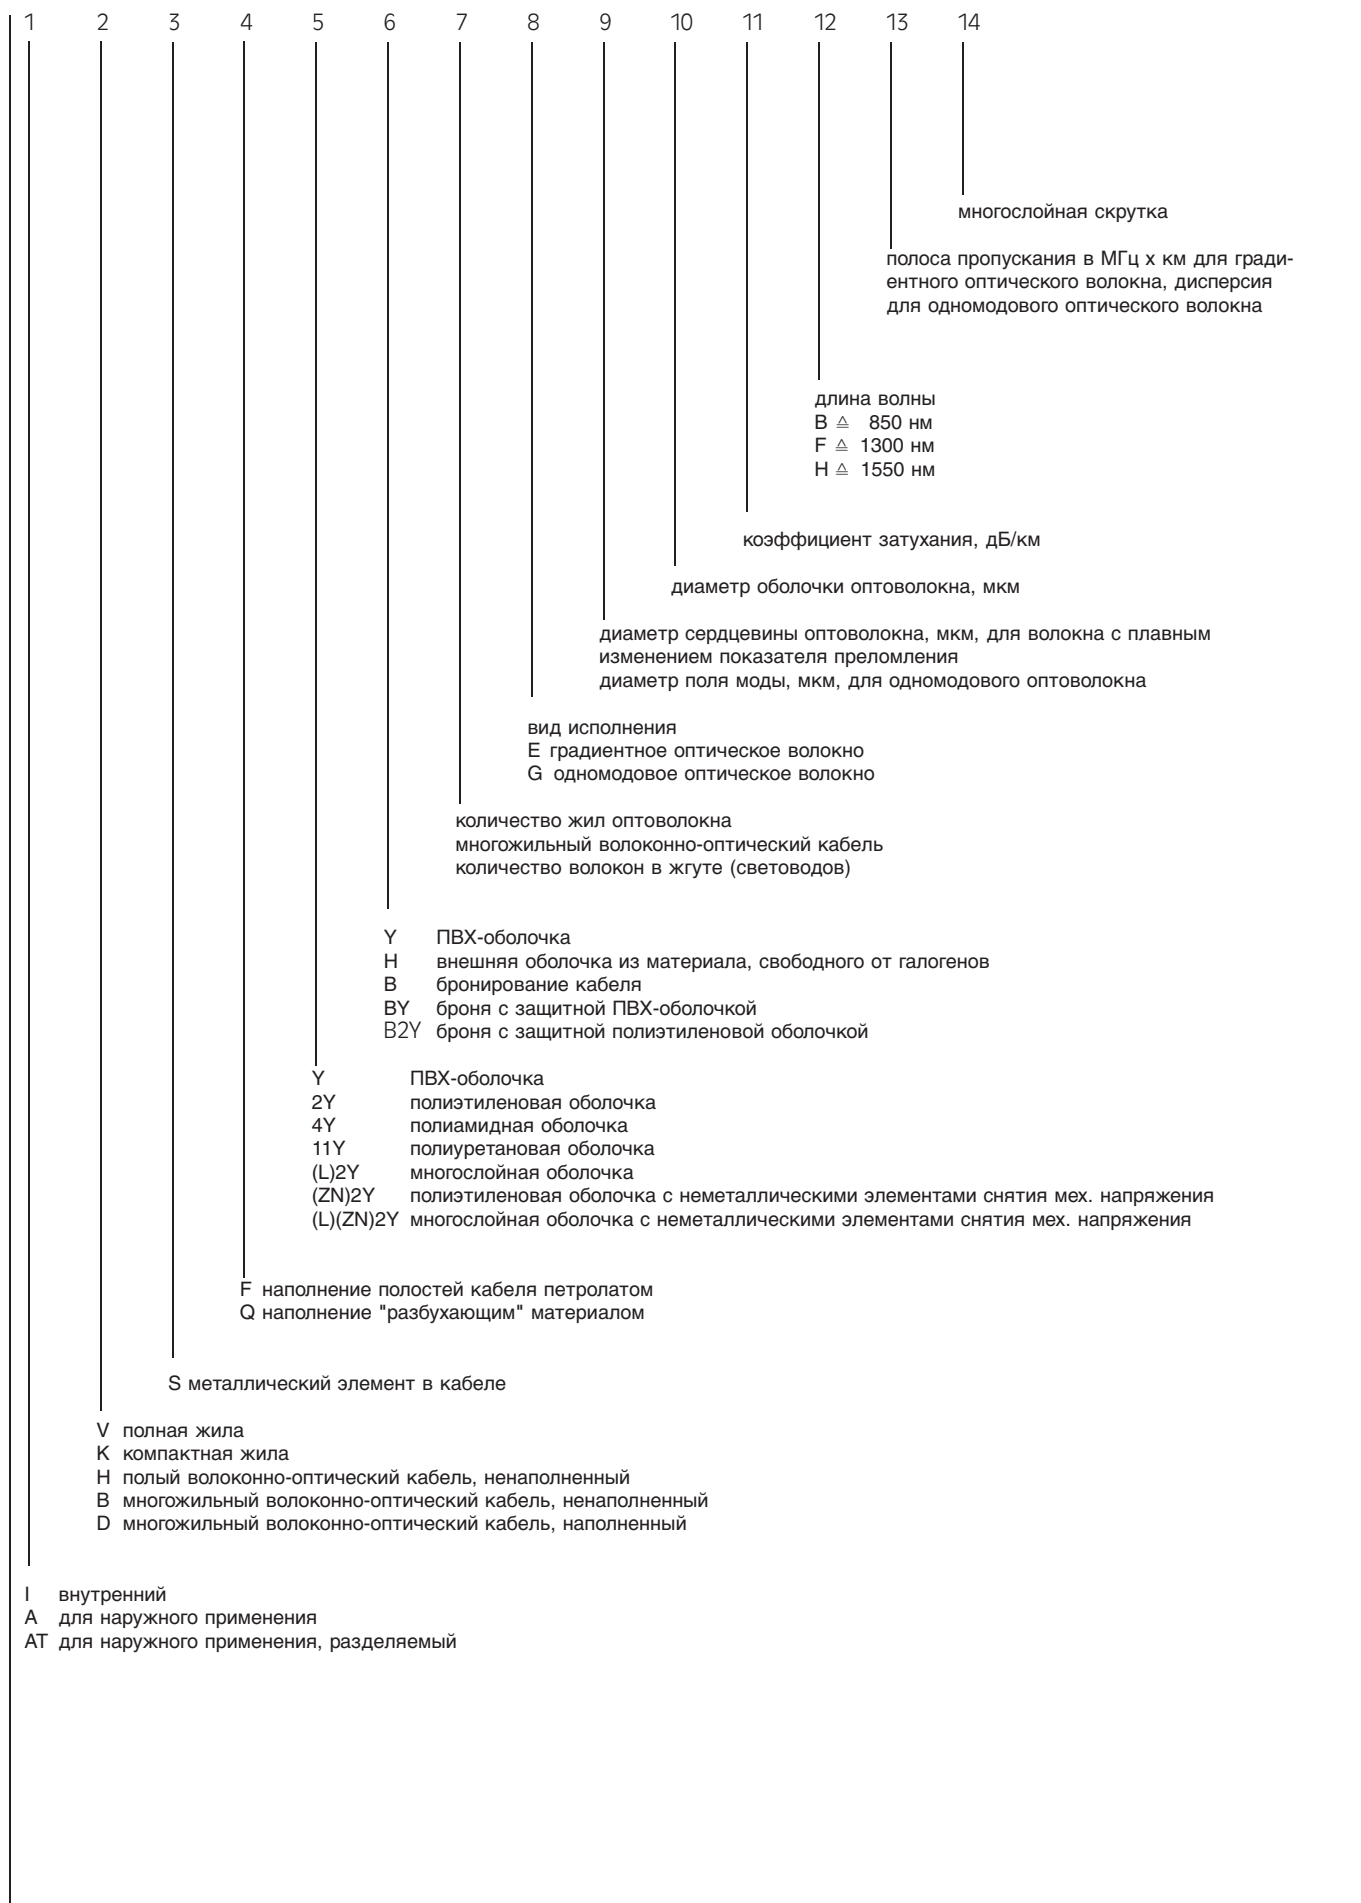 1 2 3 4 5 6 7 8 9 10 11 12 13 14
многослойная скрутка
полоса пропускания в МГц x км для гради-
ентного оптического волокна, дисперсия
для одномодового оптического волокна
длина волны
B ≙ 850 нм
F ≙ 1300 нм
H ≙ 1550 нм
коэффициент затухания, дБ/км
диаметр оболочки оптоволокна, мкм
диаметр сердцевины оптоволокна, мкм, для волокна с плавным
изменением показателя преломления
диаметр поля моды, мкм, для одномодового оптоволокна
вид исполнения
E градиентное оптическое волокно
G одномодовое оптическое волокно
количество жил оптоволокна
многожильный волоконно-оптический кабель
количество волокон в жгуте (световодов)
Y ПВХ-оболочка
H внешняя оболочка из материала, свободного от галогенов
B бронирование кабеля
BY броня с защитной ПВХ-оболочкой
B2Y броня с защитной полиэтиленовой оболочкой
Y ПВХ-оболочка
2Y полиэтиленовая оболочка
4Y полиамидная оболочка
11Y полиуретановая оболочка
(L)2Y многослойная оболочка
(ZN)2Y полиэтиленовая оболочка с неметаллическими элементами снятия мех. напряжения
(L)(ZN)2Y многослойная оболочка с неметаллическими элементами снятия мех. напряжения
F наполнение полостей кабеля петролатом
Q наполнение "разбухающим" материалом
S металлический элемент в кабеле
V полная жила
K компактная жила
H полый волоконно-оптический кабель, ненаполненный
B многожильный волоконно-оптический кабель, ненаполненный
D многожильный волоконно-оптический кабель, наполненный
I внутренний
A для наружного применения
AT для наружного применения, разделяемый